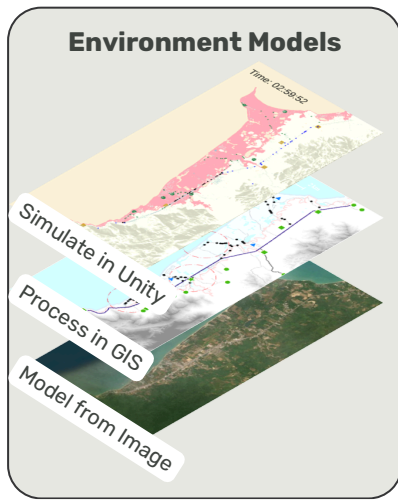 Environment Models
Time: 02:58:52
Simulate in Unity
Process in GIS
Model from Image